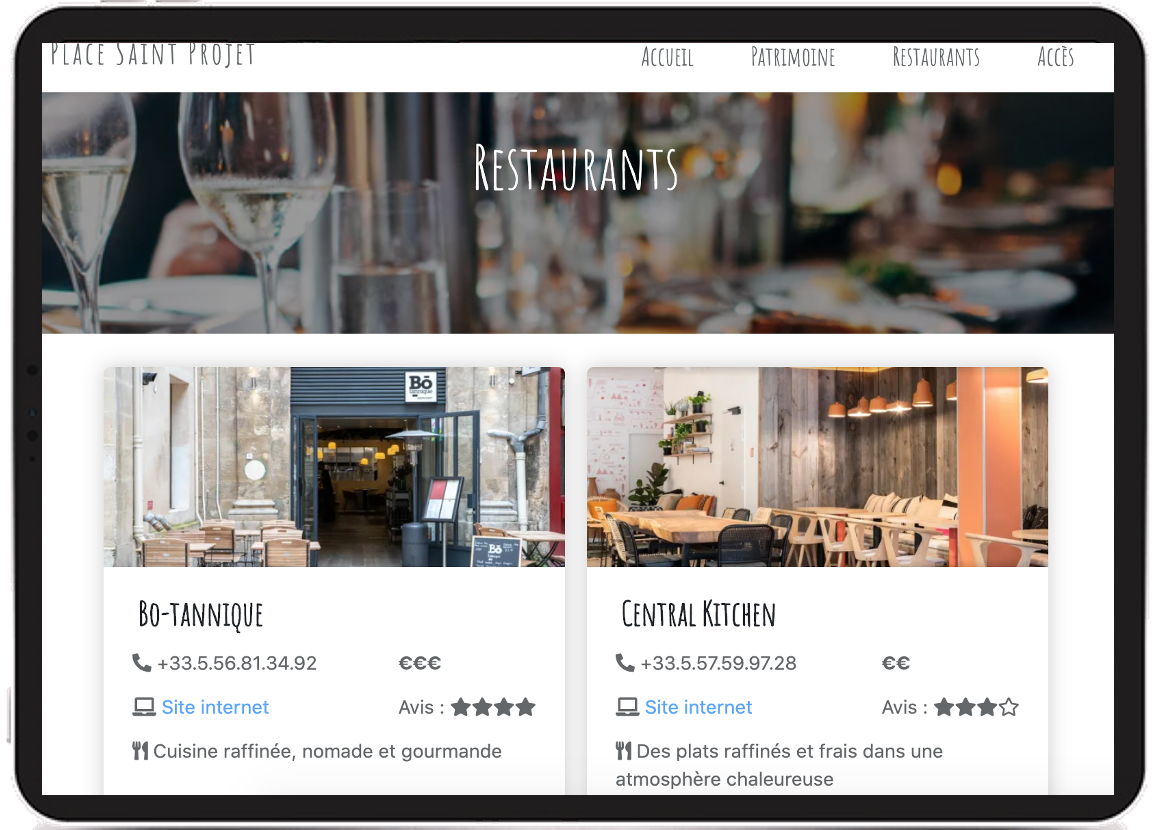 Place Saint Projet
Accueil Patrimoine Restaurants Accès
Restaurants
Bō
Bō
Bo-tannique
+33.5.56.81.34.92 €€€
Site internet Avis :
Cuisine raffinée, nomade et gourmande
Central Kitchen
+33.5.57.59.97.28 €€
Site internet Avis :
Des plats raffinés et frais dans une
atmosphère chaleureuse